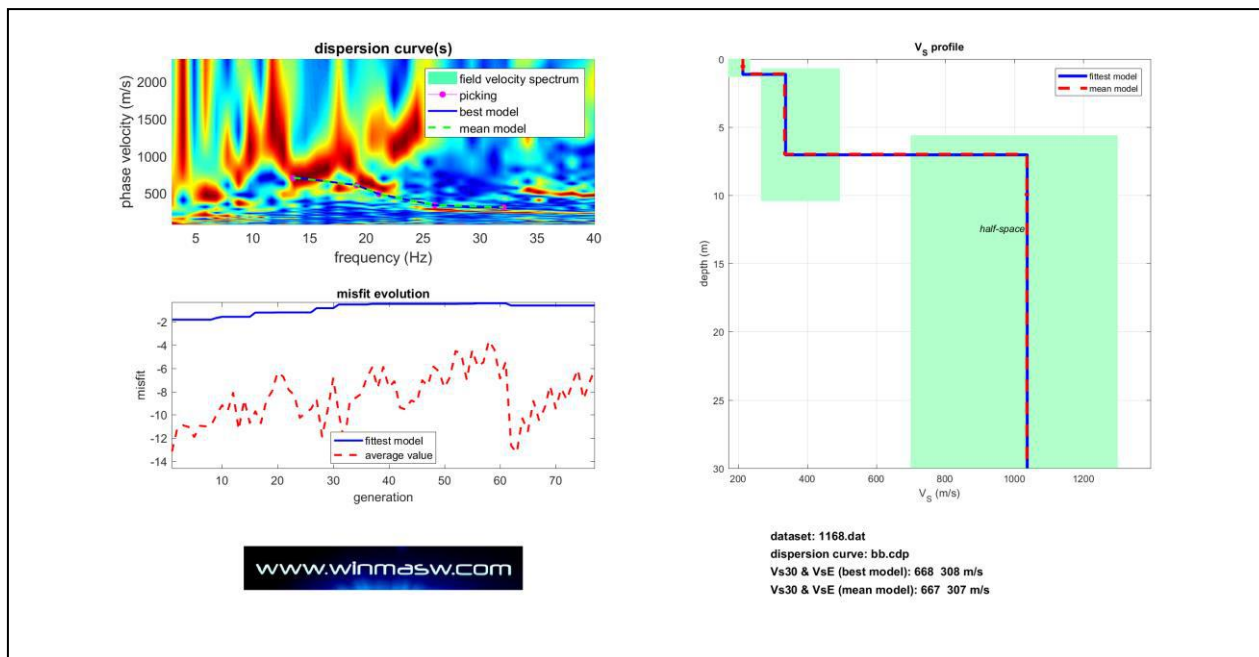 dispersion curve(s)
phase velocity (m/s)
2000
1500
1000
500
field velocity spectrum
picking
best model
mean model
5 10 15 20 25 30 35 40
frequency (Hz)
misfit evolution
misfit
-2
-4
-6
-8
-10
-12
-14
fittest model
average value
10 20 30 40 50 60 70
generation
www.winmasw.com
V_S profile
depth (m)
0
5
10
15
20
25
30
fittest model
mean model
half-space
200 400 600 800 1000 1200
V_S (m/s)
dataset: 1168.dat
dispersion curve: bb.cdp
Vs30 & VsE (best model): 668 308 m/s
Vs30 & VsE (mean model): 667 307 m/s